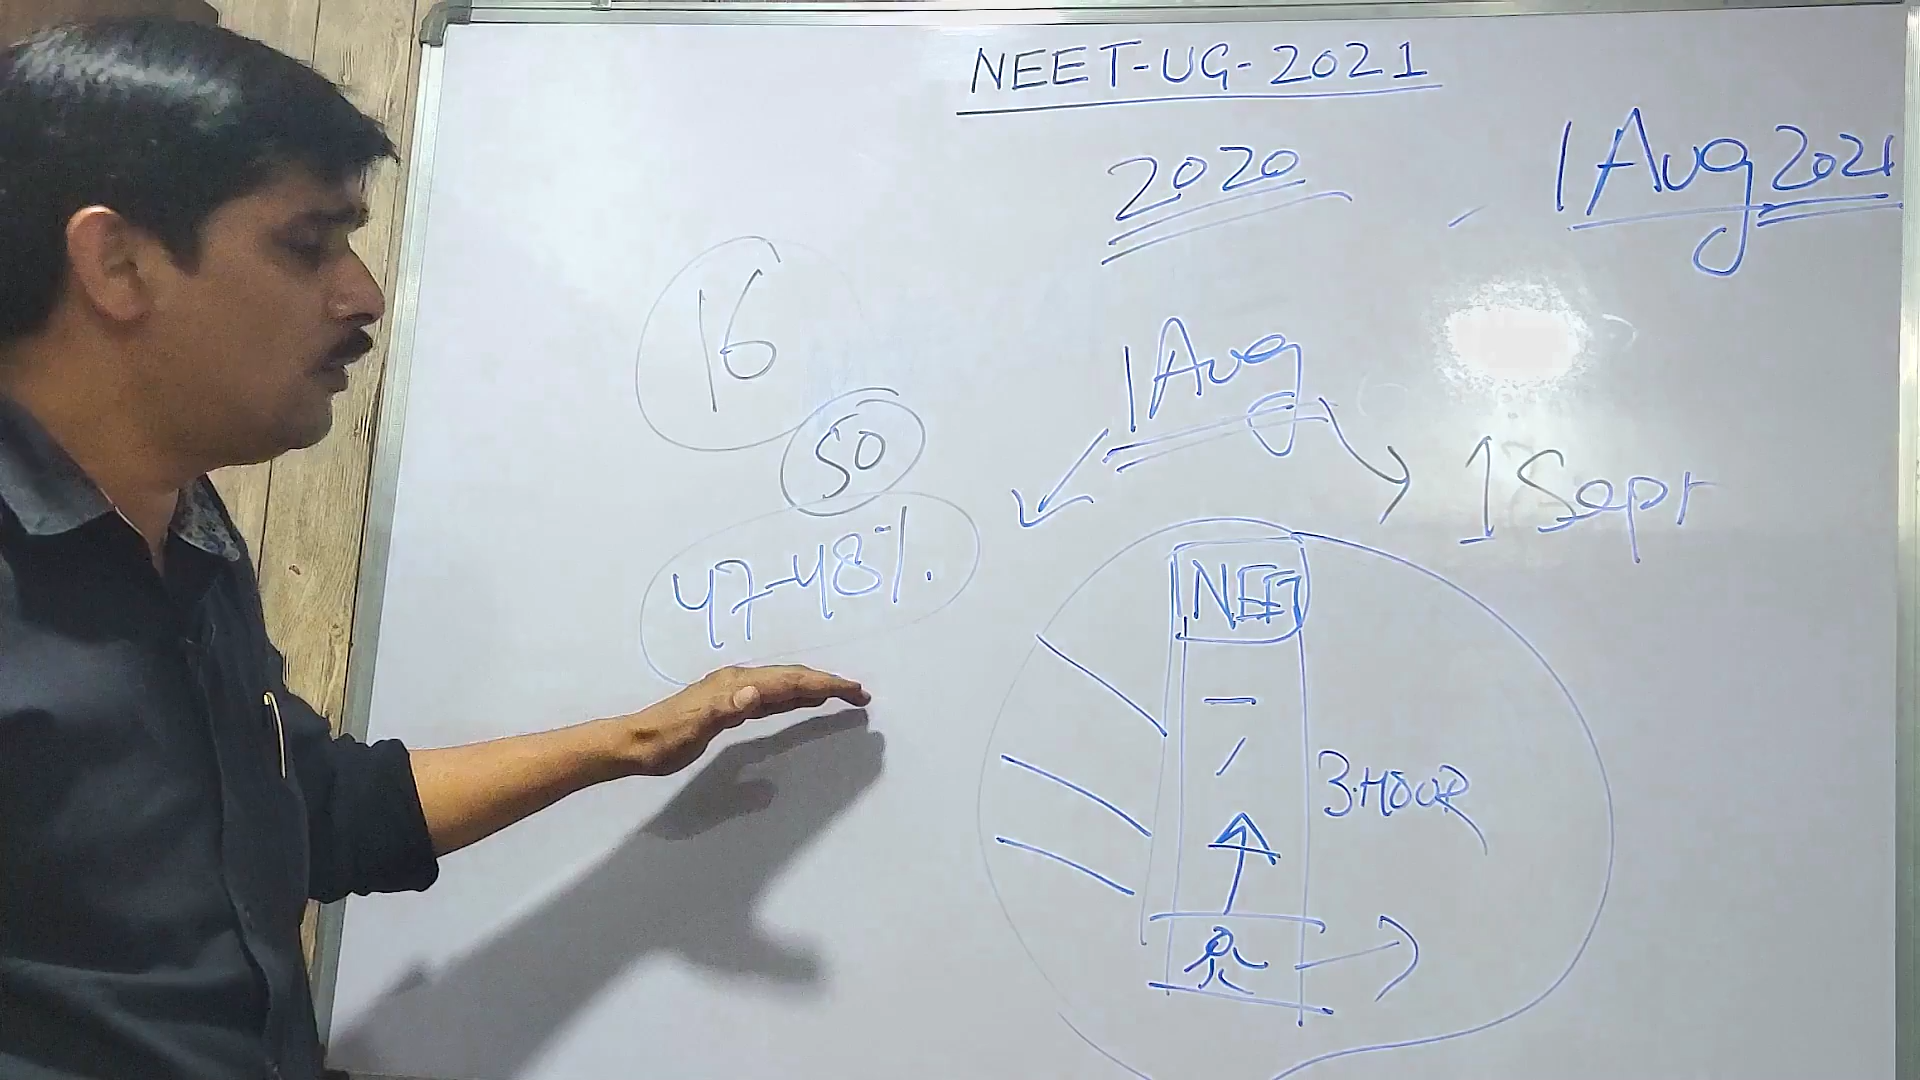 NEET-UG-2021
2020
1 Aug 2021
16
1 Aug
50
1 Sept
47-48%.
NEET
3-HOUR